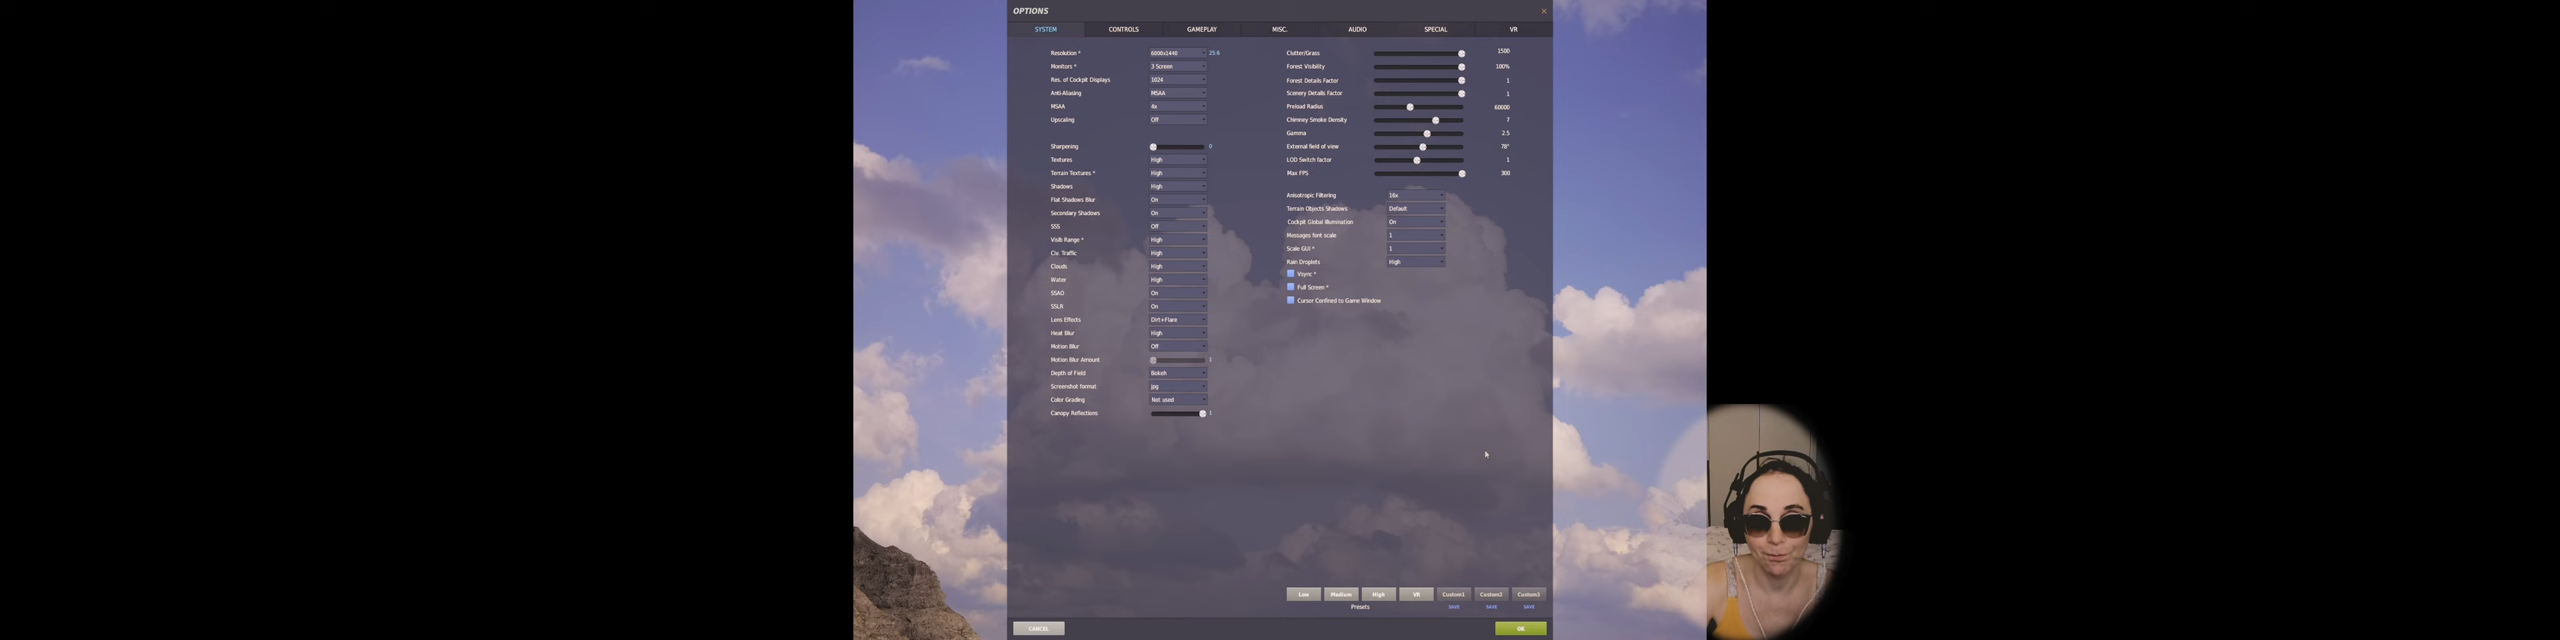 OPTIONS
SYSTEM CONTROLS GAMEPLAY MISC. AUDIO SPECIAL VR
Resolution * 6000x1440 25:6
Monitors * 3 Screen
Res. of Cockpit Displays 1024
Anti-Aliasing MSAA
MSAA 4x
Upscaling Off
Sharpening 0
Textures High
Terrain Textures * High
Shadows High
Flat Shadows Blur On
Secondary Shadows On
SSS Off
Visib Range * High
Civ. Traffic High
Clouds High
Water High
SSAO On
SSLR On
Lens Effects Dirt+Flare
Heat Blur High
Motion Blur Off
Motion Blur Amount 1
Depth of Field Bokeh
Screenshot format jpg
Color Grading Not used
Canopy Reflections 1
Clutter/Grass 1500
Forest Visibility 100%
Forest Details Factor 1
Scenery Details Factor 1
Preload Radius 60000
Chimney Smoke Density 7
Gamma 2.5
External field of view 78°
LOD Switch factor 1
Max FPS 300
Anisotropic Filtering 16x
Terrain Objects Shadows Default
Cockpit Global Illumination On
Messages font scale 1
Scale GUI * 1
Rain Droplets High
Vsync *
Full Screen *
Cursor Confined to Game Window
Low Medium High VR Custom1 Custom2 Custom3
Presets SAVE SAVE SAVE
CANCEL OK